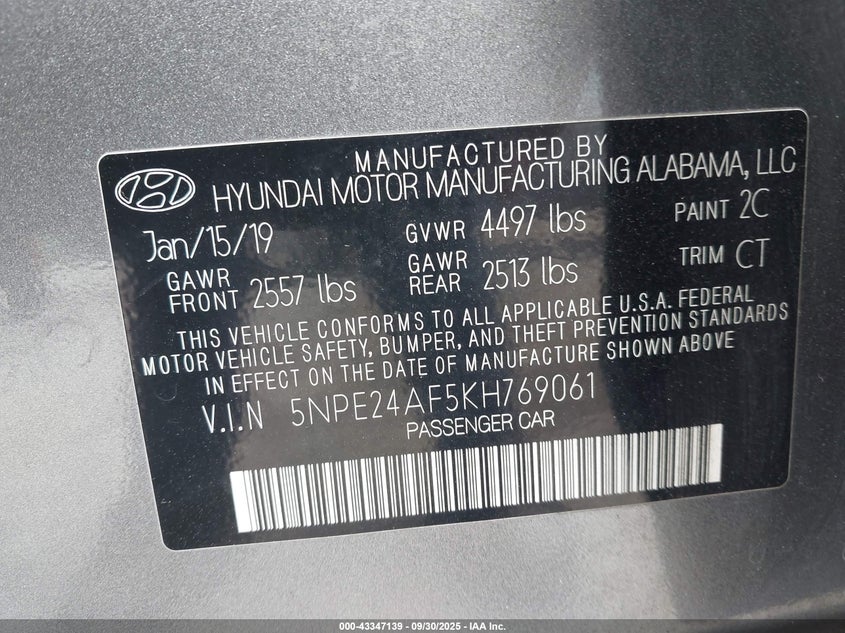 MANUFACTURED BY
HYUNDAI MOTOR MANUFACTURING ALABAMA, LLC
Jan/15/19 GVWR 4497 lbs PAINT 2C
GAWR FRONT 2557 lbs GAWR REAR 2513 lbs TRIM CT
THIS VEHICLE CONFORMS TO ALL APPLICABLE U.S.A. FEDERAL
MOTOR VEHICLE SAFETY, BUMPER, AND THEFT PREVENTION STANDARDS
IN EFFECT ON THE DATE OF MANUFACTURE SHOWN ABOVE
V.I.N 5NPE24AF5KH769061
PASSENGER CAR
000-43347139 - 09/30/2025 - IAA Inc.